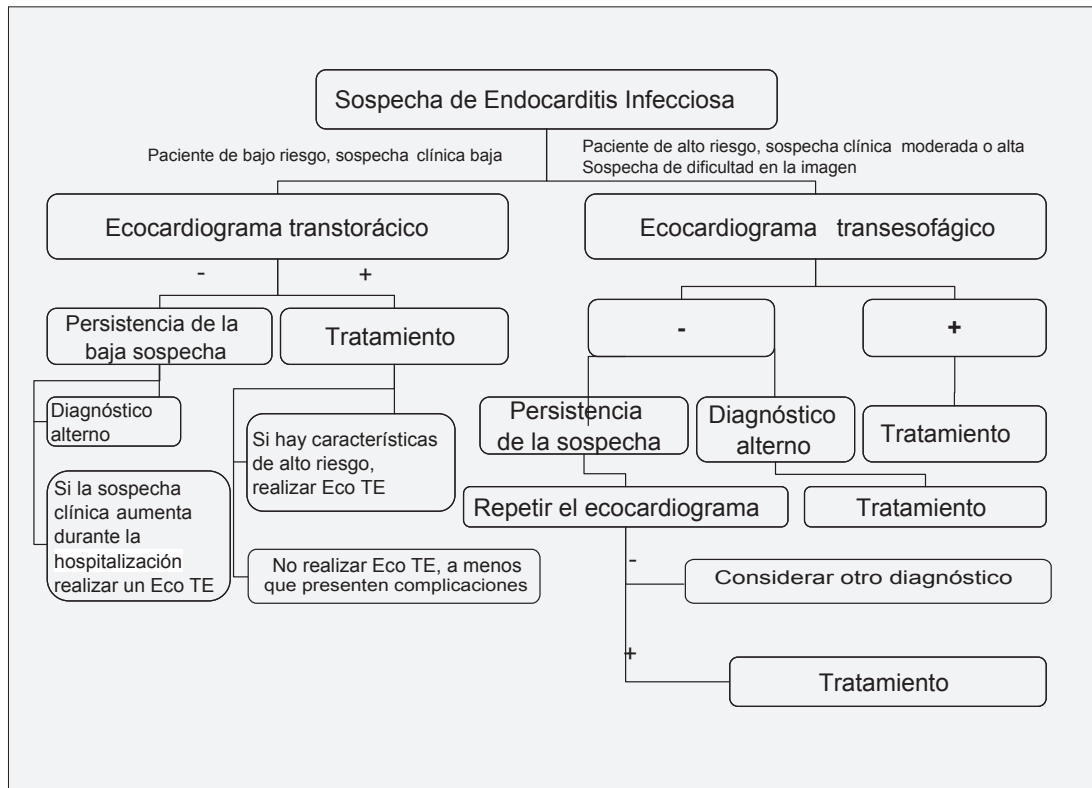 Sospecha de Endocarditis Infecciosa
Paciente de bajo riesgo, sospecha clínica baja
Paciente de alto riesgo, sospecha clínica moderada o alta
Sospecha de dificultad en la imagen
Ecocardiograma transtorácico
Ecocardiograma transesofágico
-
+
-
+
Persistencia de la
baja sospecha
Tratamiento
Diagnóstico
alterno
Si hay características
de alto riesgo,
realizar Eco TE
Si la sospecha
clínica aumenta
durante la
hospitalización
realizar un Eco TE
No realizar Eco TE, a menos
que presenten complicaciones
Persistencia
de la sospecha
Diagnóstico
alterno
Tratamiento
Repetir el ecocardiograma
Tratamiento
-
Considerar otro diagnóstico
+
Tratamiento